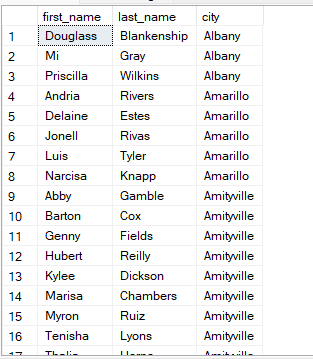 first_name last_name city
1 Douglass Blankenship Albany
2 Mi Gray Albany
3 Priscilla Wilkins Albany
4 Andria Rivers Amarillo
5 Delaine Estes Amarillo
6 Jonell Rivas Amarillo
7 Luis Tyler Amarillo
8 Narcisa Knapp Amarillo
9 Abby Gamble Amityville
10 Barton Cox Amityville
11 Genny Fields Amityville
12 Hubert Reilly Amityville
13 Kylee Dickson Amityville
14 Marisa Chambers Amityville
15 Myron Ruiz Amityville
16 Tenisha Lyons Amityville